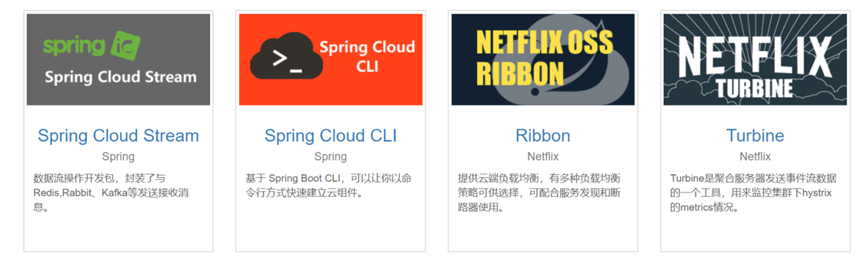 spring io
Spring Cloud Stream
Spring Cloud Stream
Spring
数据流操作开发包，封装了与
Redis,Rabbit、Kafka等发送接收消
息。
>_ Spring Cloud
CLI
Spring Cloud CLI
Spring
基于 Spring Boot CLI，可以让你以命
令行方式快速建立云组件。
NETFLIX OSS
RIBBON
Ribbon
Netflix
提供云端负载均衡，有多种负载均衡
策略可供选择，可配合服务发现和断
路器使用。
NETFLIX
TURBINE
Turbine
Netflix
Turbine是聚合服务器发送事件流数据
的一个工具，用来监控集群下hystrix
的metrics情况。